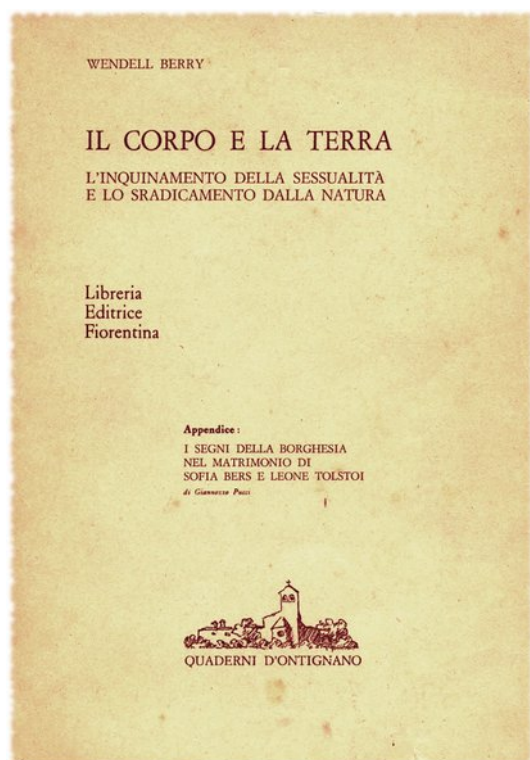 WENDELL BERRY
IL CORPO E LA TERRA
L'INQUINAMENTO DELLA SESSUALITÀ
E LO SRADICAMENTO DALLA NATURA
Libreria
Editrice
Fiorentina
Appendice:
I SEGNI DELLA BORGHESIA
NEL MATRIMONIO DI
SOFIA BERS E LEONE TOLSTOI
di Giannozzo Pucci
QUADERNI D'ONTIGNANO